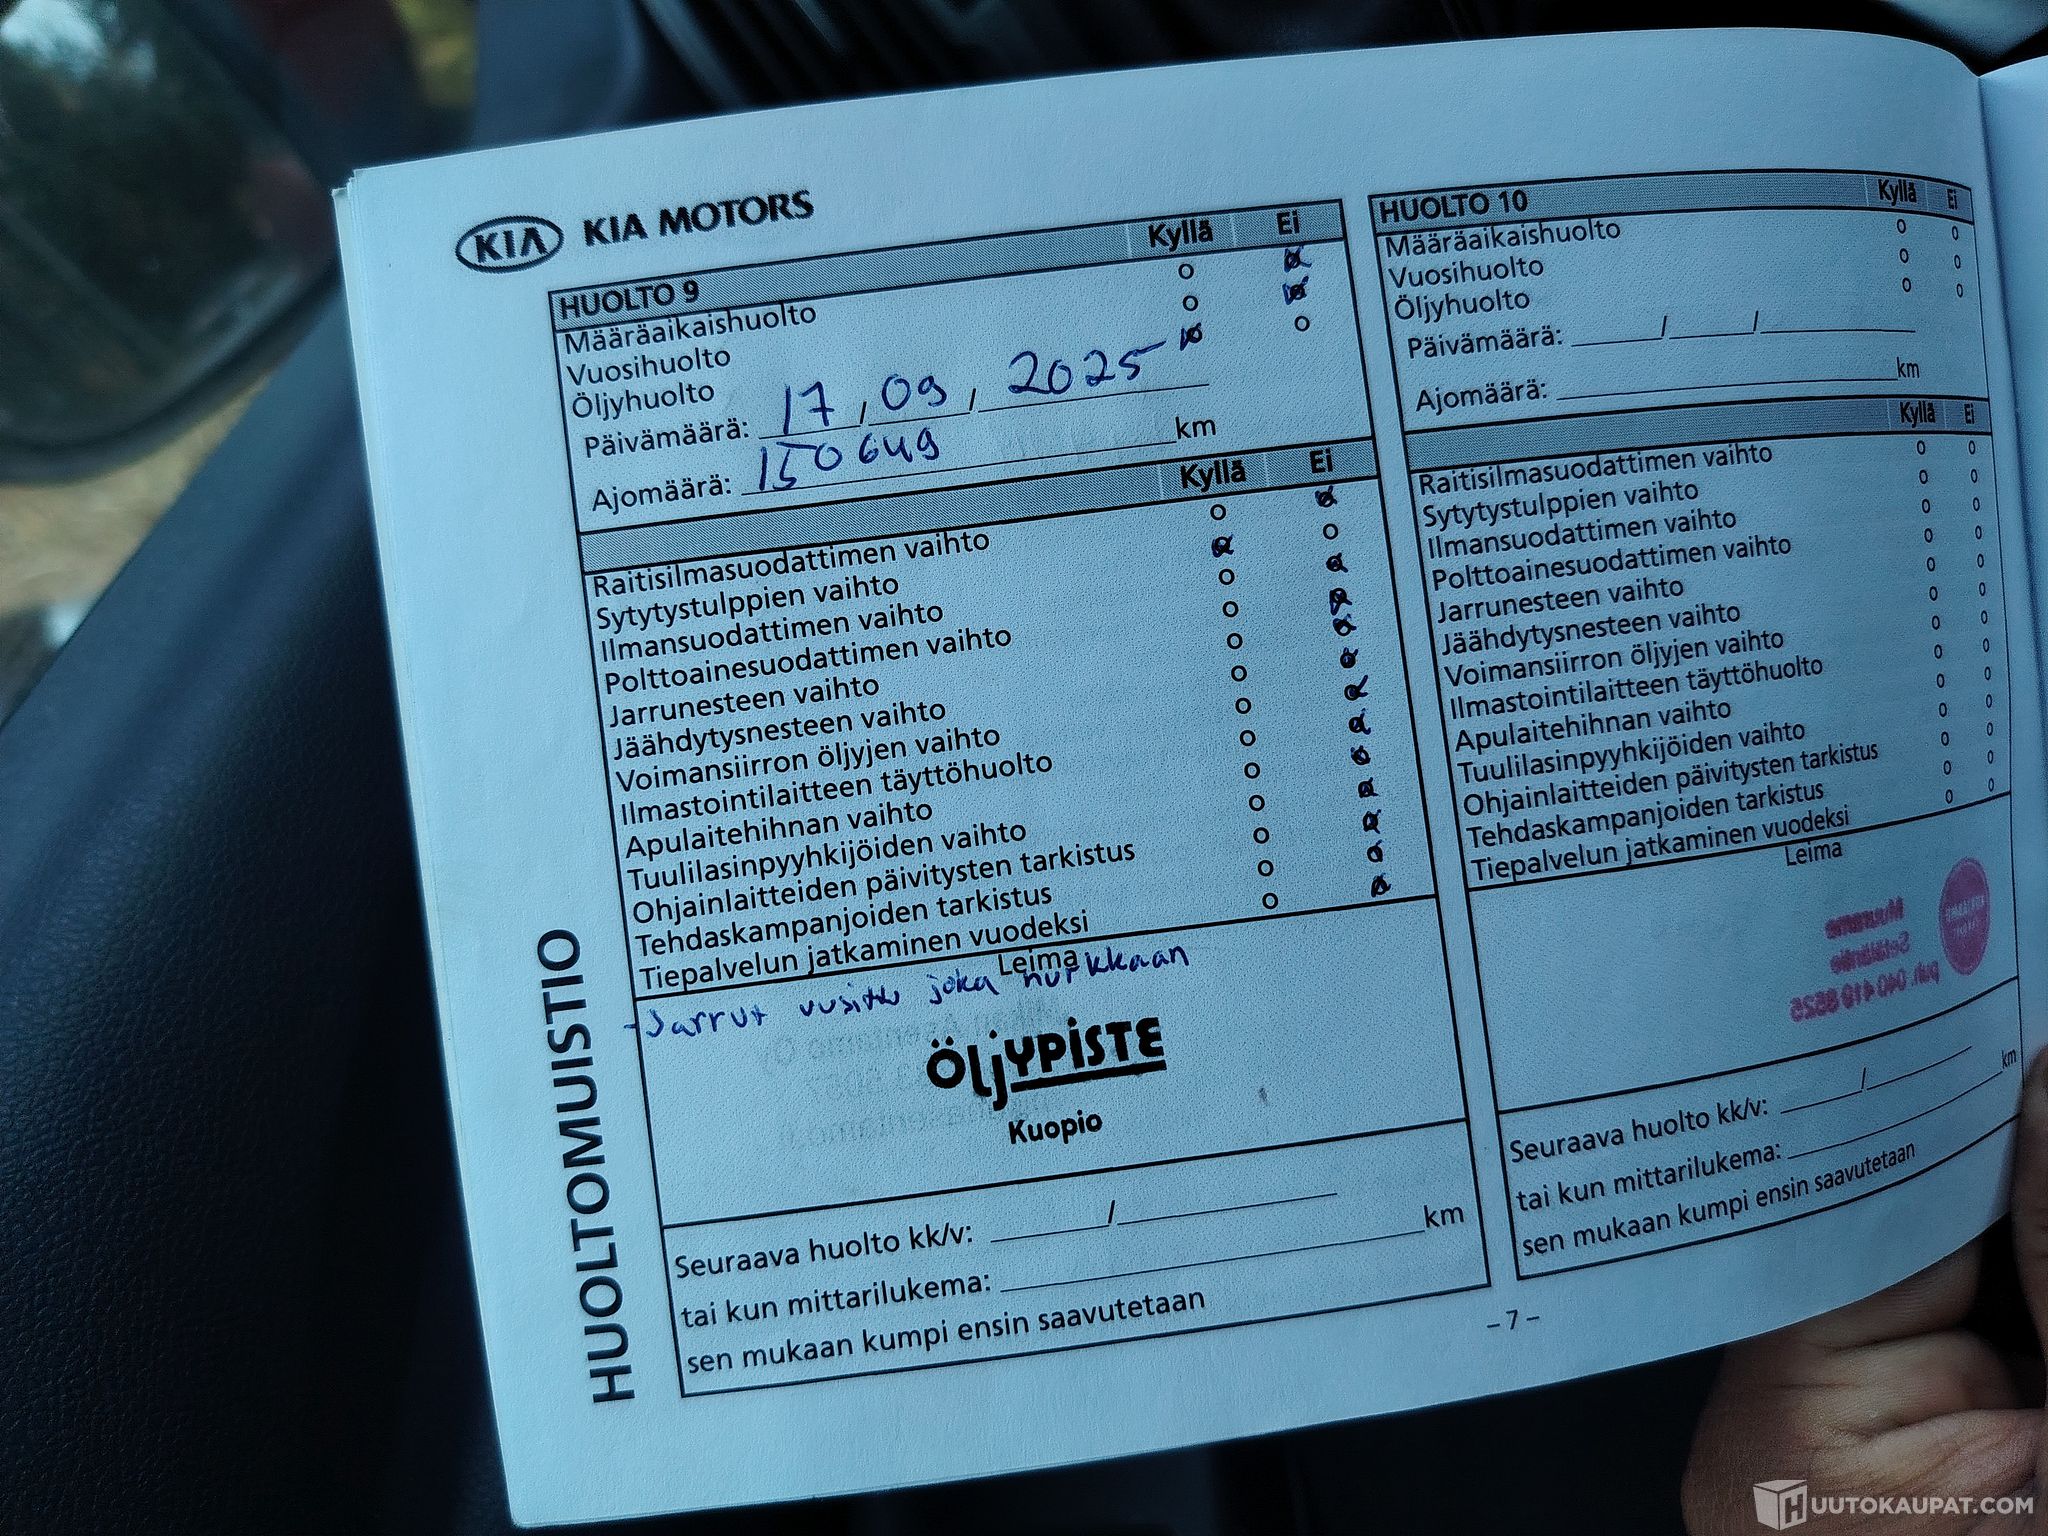 KIA KIA MOTORS
HUOLTOMUISTIO
HUOLTO 9 Kyllä Ei
Määräaikaishuolto
Vuosihuolto
Öljyhuolto
Päivämäärä: 17 / 09 / 2025
Ajomäärä: 150649 km
Kyllä Ei
Raitisilmasuodattimen vaihto
Sytytystulppien vaihto
Ilmansuodattimen vaihto
Polttoainesuodattimen vaihto
Jarrunesteen vaihto
Jäähdytysnesteen vaihto
Voimansiirron öljyjen vaihto
Ilmastointilaitteen täyttöhuolto
Apulaitehihnan vaihto
Tuulilasinpyyhkijöiden vaihto
Ohjainlaitteiden päivitysten tarkistus
Tehdaskampanjoiden tarkistus
Tiepalvelun jatkaminen vuodeksi
Leima
- Jarrut uusittu joka nurkkaan
ÖljYPiSTE
Kuopio
Seuraava huolto kk/v: /
tai kun mittarilukema: km
sen mukaan kumpi ensin saavutetaan
HUOLTO 10 Kyllä Ei
Määräaikaishuolto
Vuosihuolto
Öljyhuolto
Päivämäärä: / /
Ajomäärä: km
Kyllä Ei
Raitisilmasuodattimen vaihto
Sytytystulppien vaihto
Ilmansuodattimen vaihto
Polttoainesuodattimen vaihto
Jarrunesteen vaihto
Jäähdytysnesteen vaihto
Voimansiirron öljyjen vaihto
Ilmastointilaitteen täyttöhuolto
Apulaitehihnan vaihto
Tuulilasinpyyhkijöiden vaihto
Ohjainlaitteiden päivitysten tarkistus
Tehdaskampanjoiden tarkistus
Tiepalvelun jatkaminen vuodeksi
Leima
Seuraava huolto kk/v: /
tai kun mittarilukema: km
sen mukaan kumpi ensin saavutetaan
– 7 –
HUUTOKAUPAT.COM